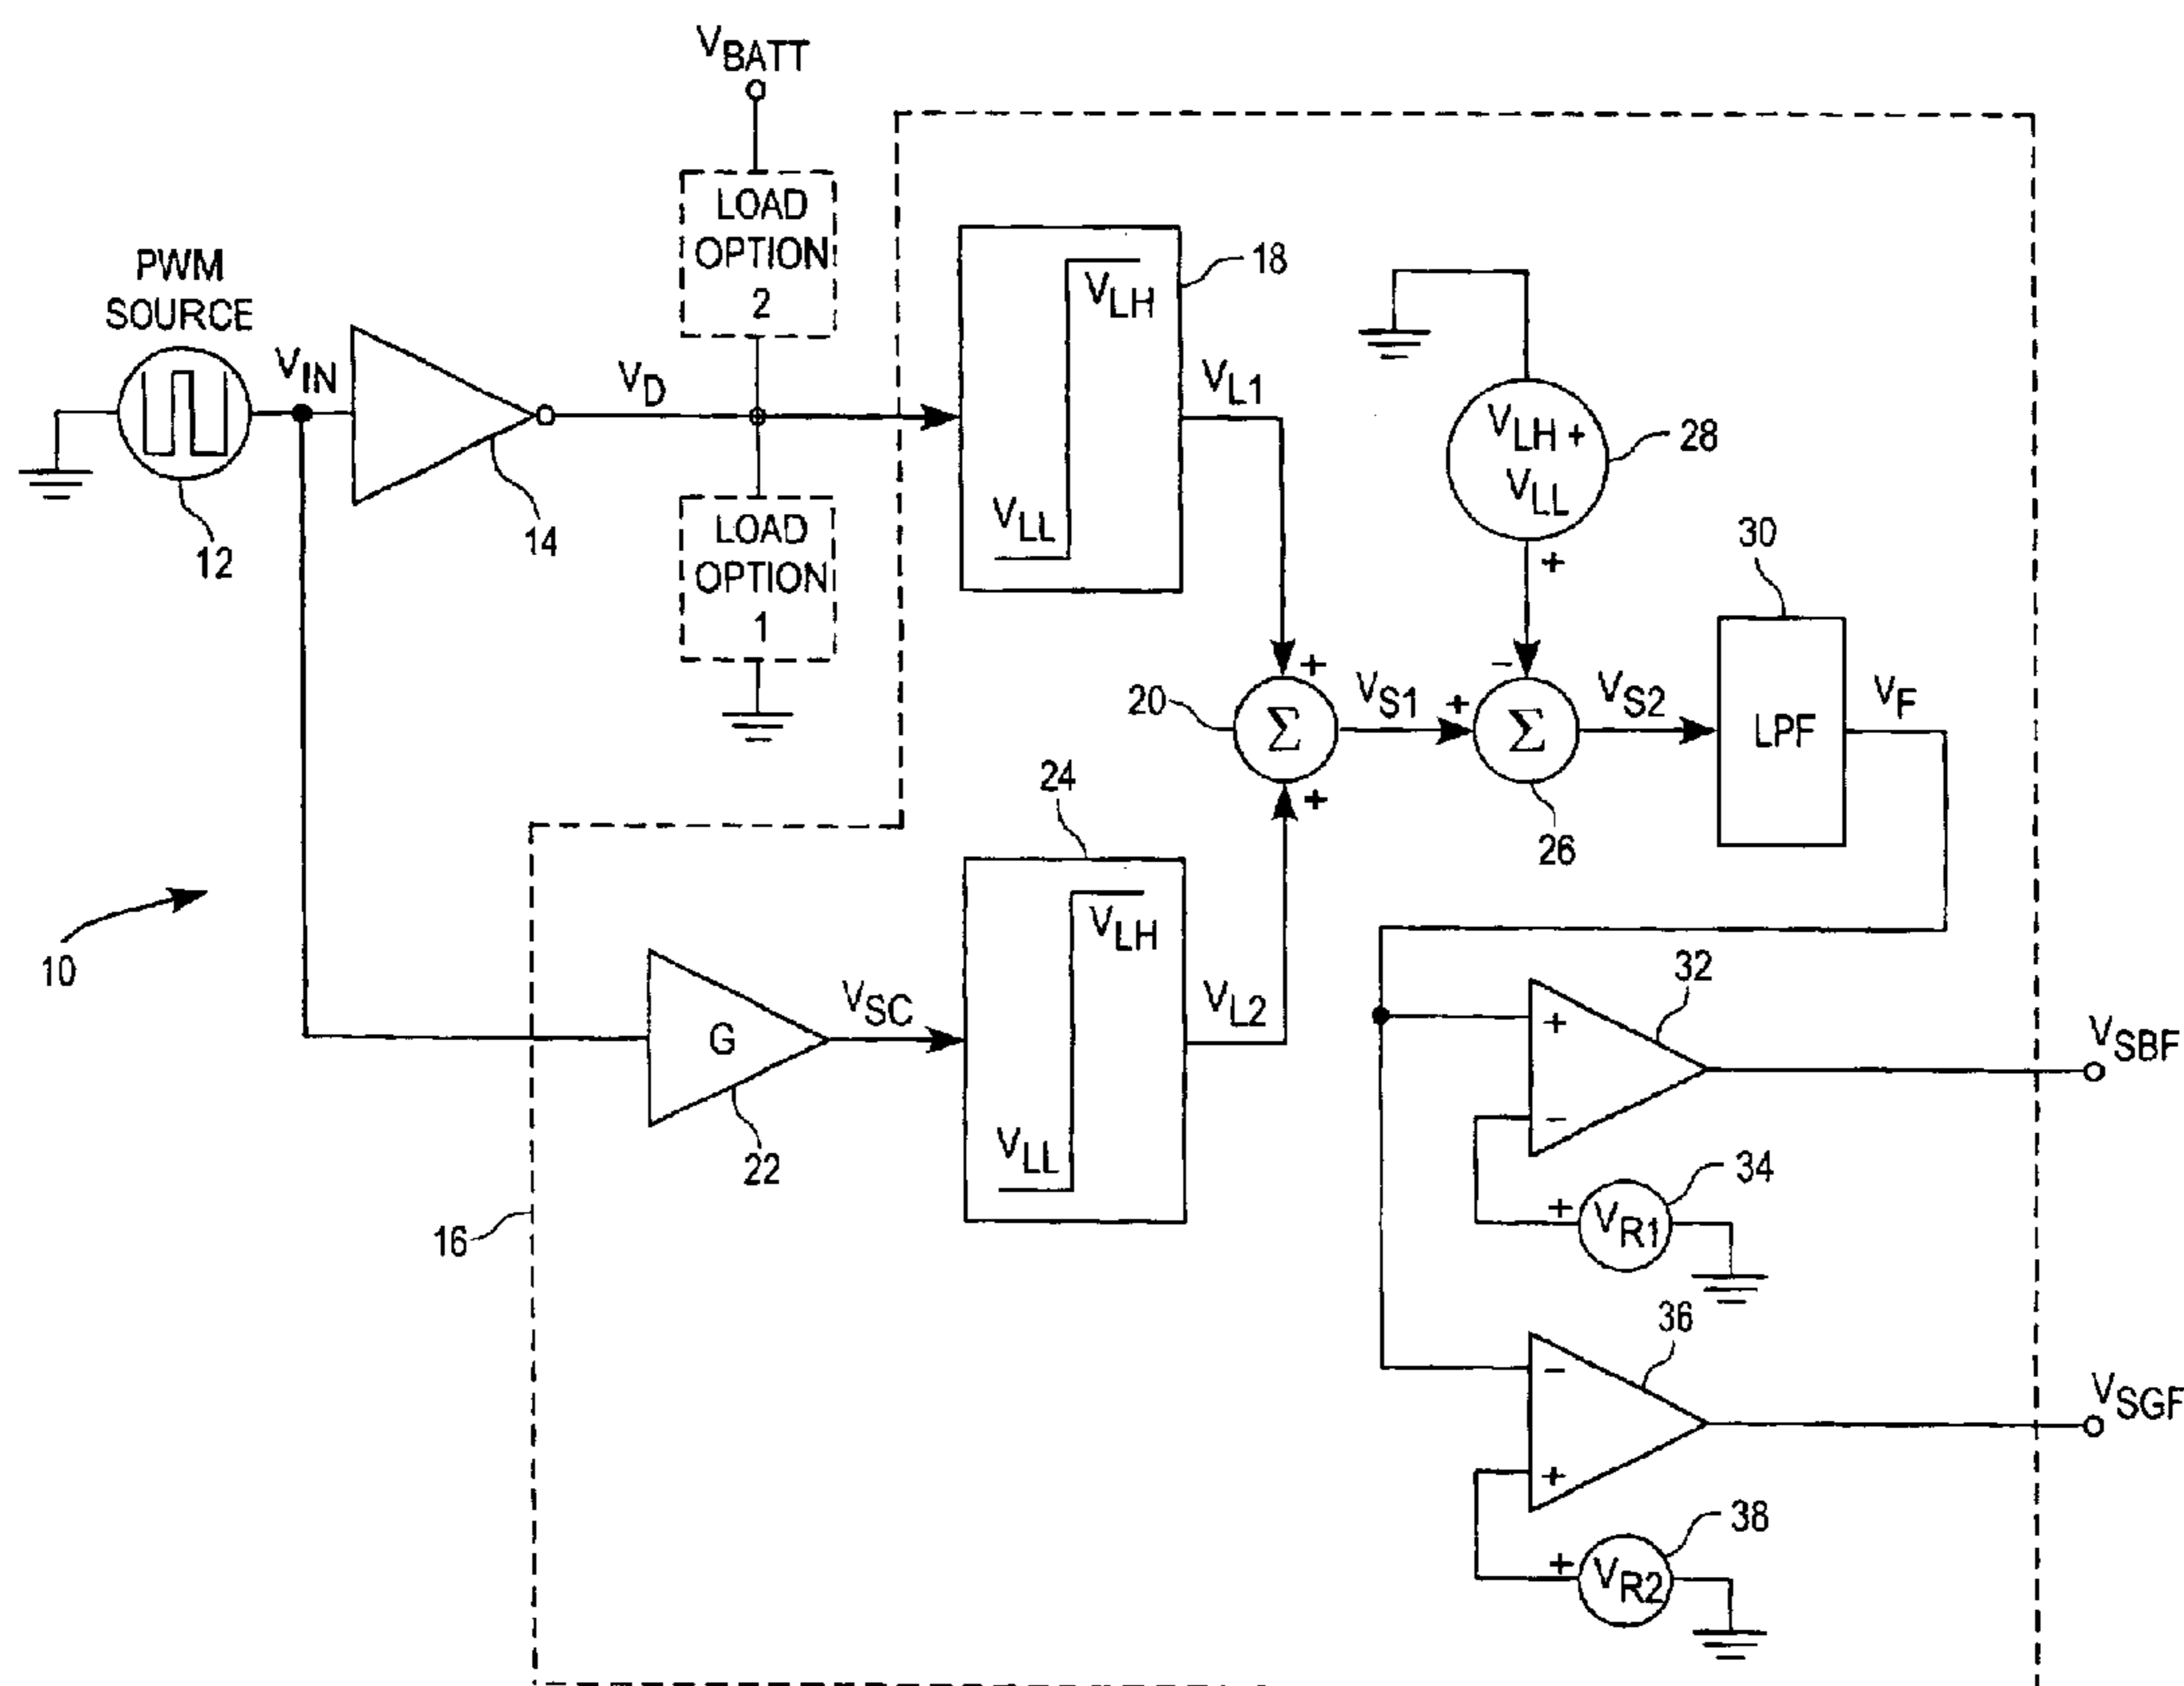 VBATT
LOAD
OPTION
2
PWM
SOURCE
VIN
VD
12
14
LOAD
OPTION
1
VLH
VLL
18
VL1
VLH +
VLL
28
+
30
20
Σ
+
+
VS1
+
-
Σ
26
VS2
LPF
VF
10
24
VLH
VLL
G
22
VSC
VL2
16
32
+
-
VSBF
34
+
VR1
36
-
+
VSGF
38
+
VR2